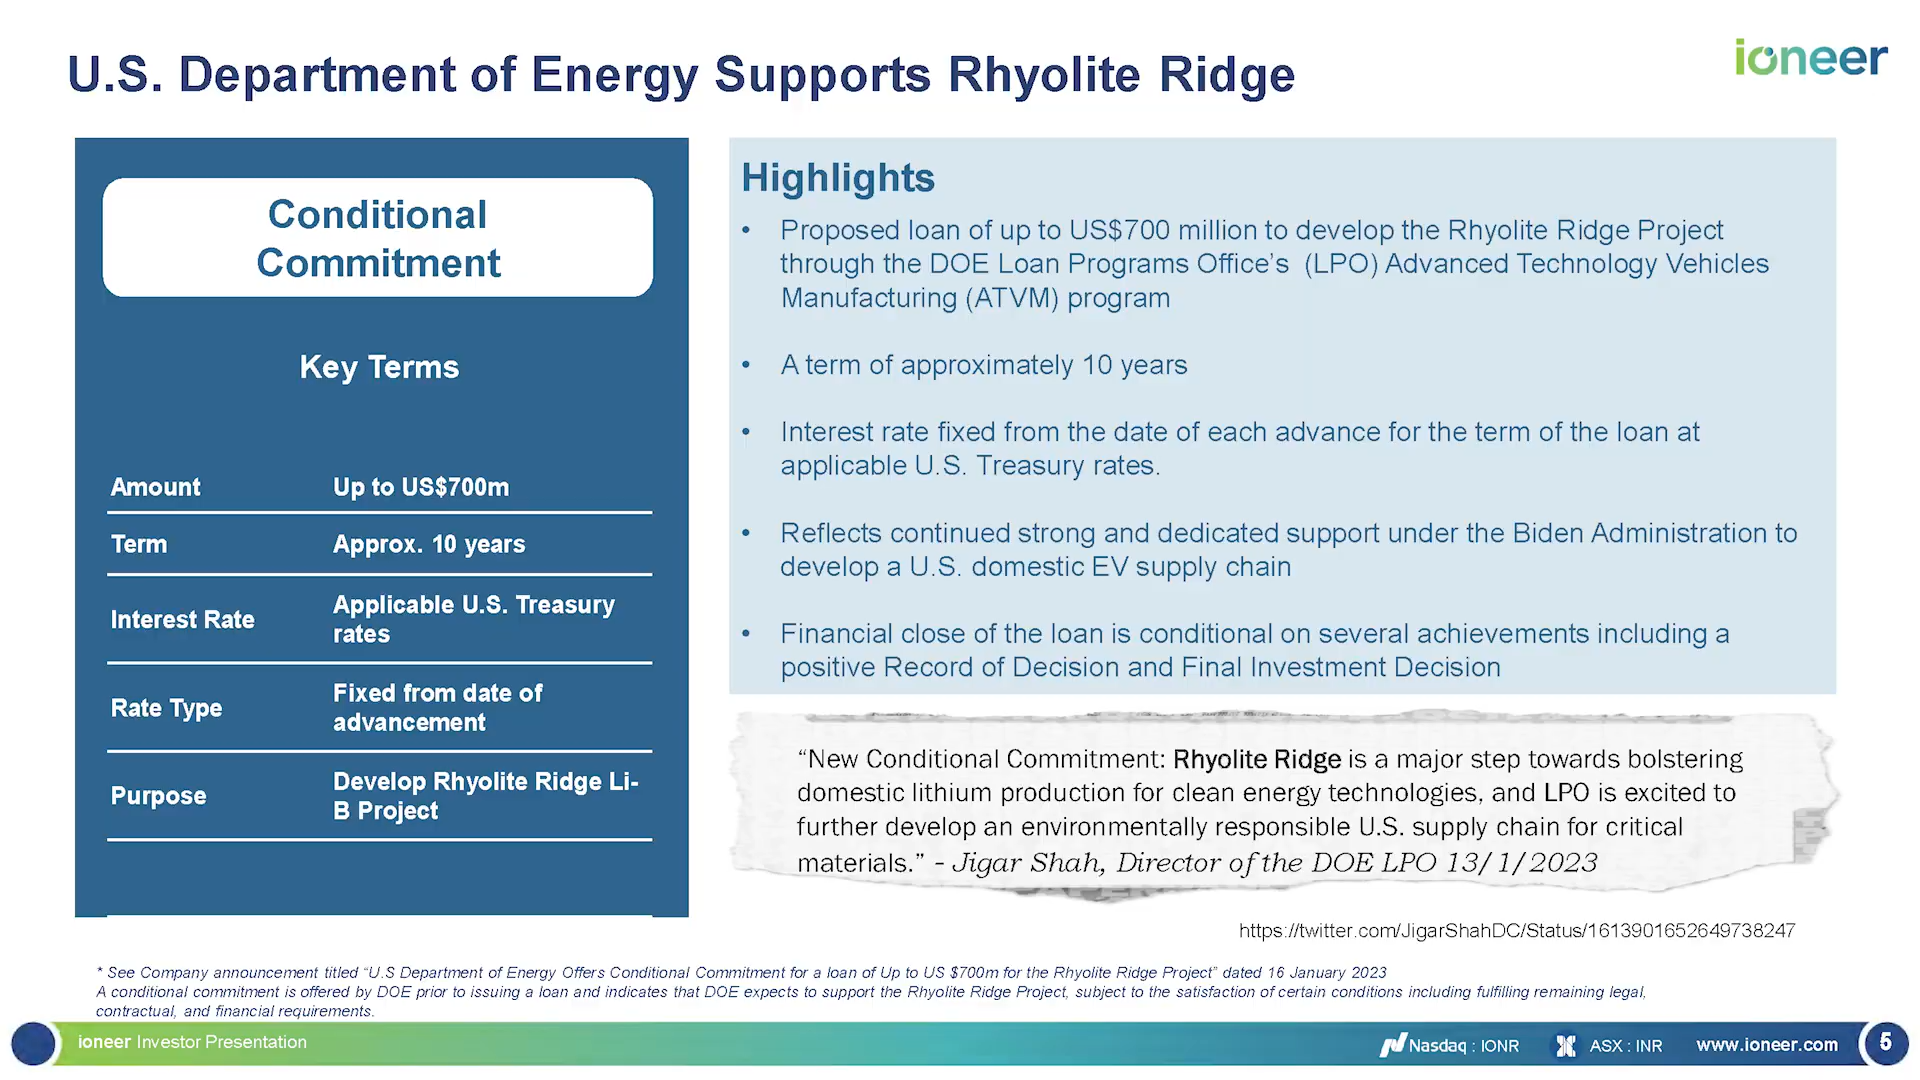 U.S. Department of Energy Supports Rhyolite Ridge
ioneer
Conditional
Commitment
Key Terms
Amount Up to US$700m
Term Approx. 10 years
Interest Rate Applicable U.S. Treasury
rates
Rate Type Fixed from date of
advancement
Purpose Develop Rhyolite Ridge Li-
B Project
Highlights
• Proposed loan of up to US$700 million to develop the Rhyolite Ridge Project
through the DOE Loan Programs Office’s (LPO) Advanced Technology Vehicles
Manufacturing (ATVM) program
• A term of approximately 10 years
• Interest rate fixed from the date of each advance for the term of the loan at
applicable U.S. Treasury rates.
• Reflects continued strong and dedicated support under the Biden Administration to
develop a U.S. domestic EV supply chain
• Financial close of the loan is conditional on several achievements including a
positive Record of Decision and Final Investment Decision
“New Conditional Commitment: Rhyolite Ridge is a major step towards bolstering
domestic lithium production for clean energy technologies, and LPO is excited to
further develop an environmentally responsible U.S. supply chain for critical
materials.” - Jigar Shah, Director of the DOE LPO 13/1/2023
https://twitter.com/JigarShahDC/Status/1613901652649738247
* See Company announcement titled “U.S Department of Energy Offers Conditional Commitment for a loan of Up to US $700m for the Rhyolite Ridge Project” dated 16 January 2023
A conditional commitment is offered by DOE prior to issuing a loan and indicates that DOE expects to support the Rhyolite Ridge Project, subject to the satisfaction of certain conditions including fulfilling remaining legal,
contractual, and financial requirements.
ioneer Investor Presentation
Nasdaq : IONR
ASX : INR
www.ioneer.com
5